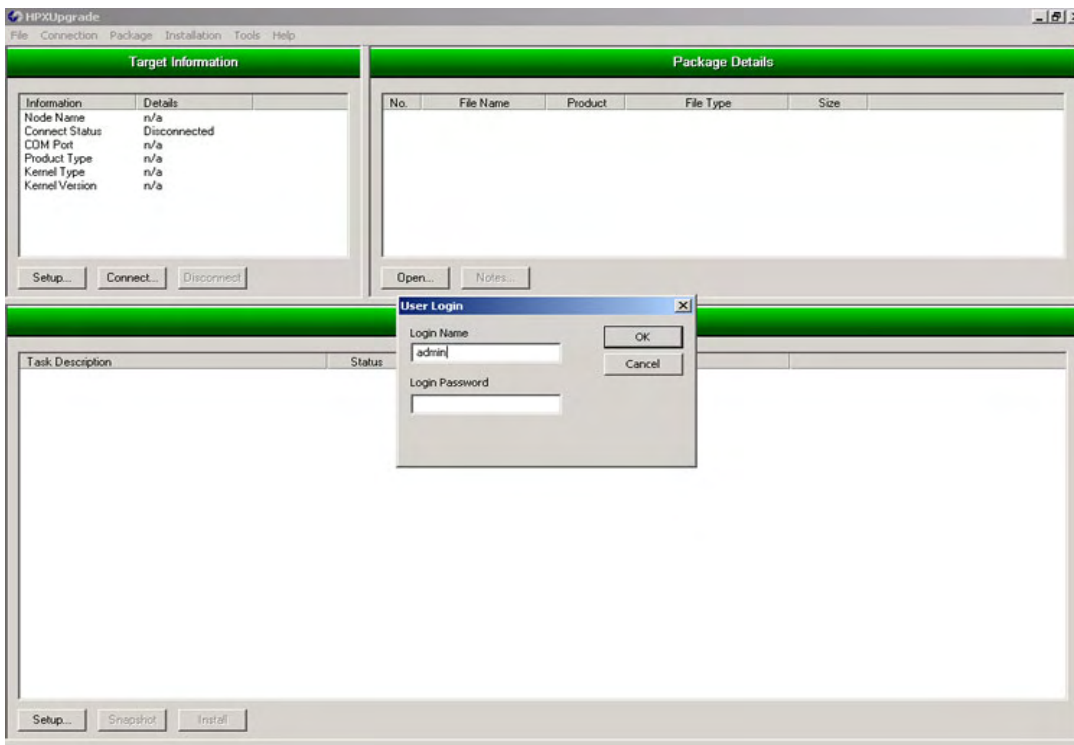 HPXUpgrade
File Connection Package Installation Tools Help
Target Information
Information Details
Node Name n/a
Connect Status Disconnected
COM Port n/a
Product Type n/a
Kernel Type n/a
Kernel Version n/a
Setup... Connect... Disconnect
Package Details
No. File Name Product File Type Size
Open... Notes...
User Login
Login Name
admin
Login Password
OK
Cancel
Task Description Status
Setup... Snapshot Install